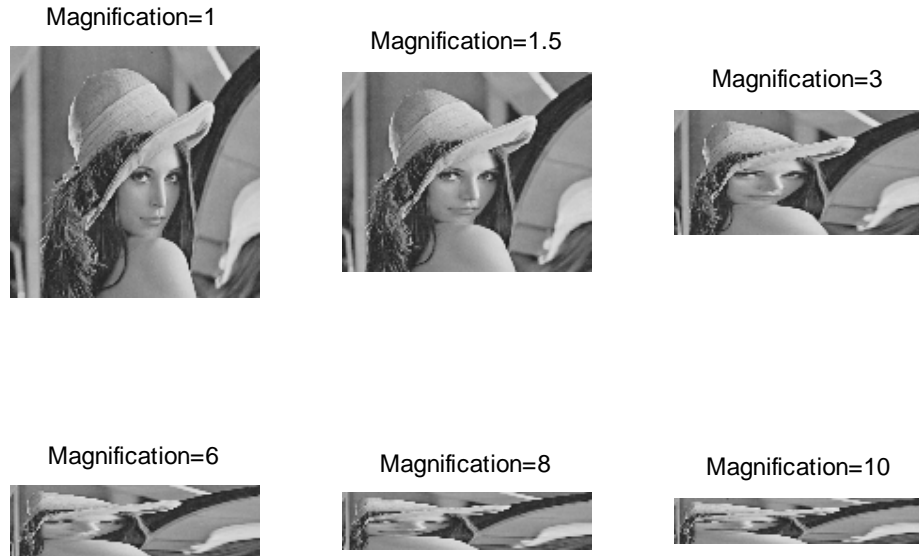 Magnification=1
Magnification=1.5
Magnification=3
Magnification=6
Magnification=8
Magnification=10